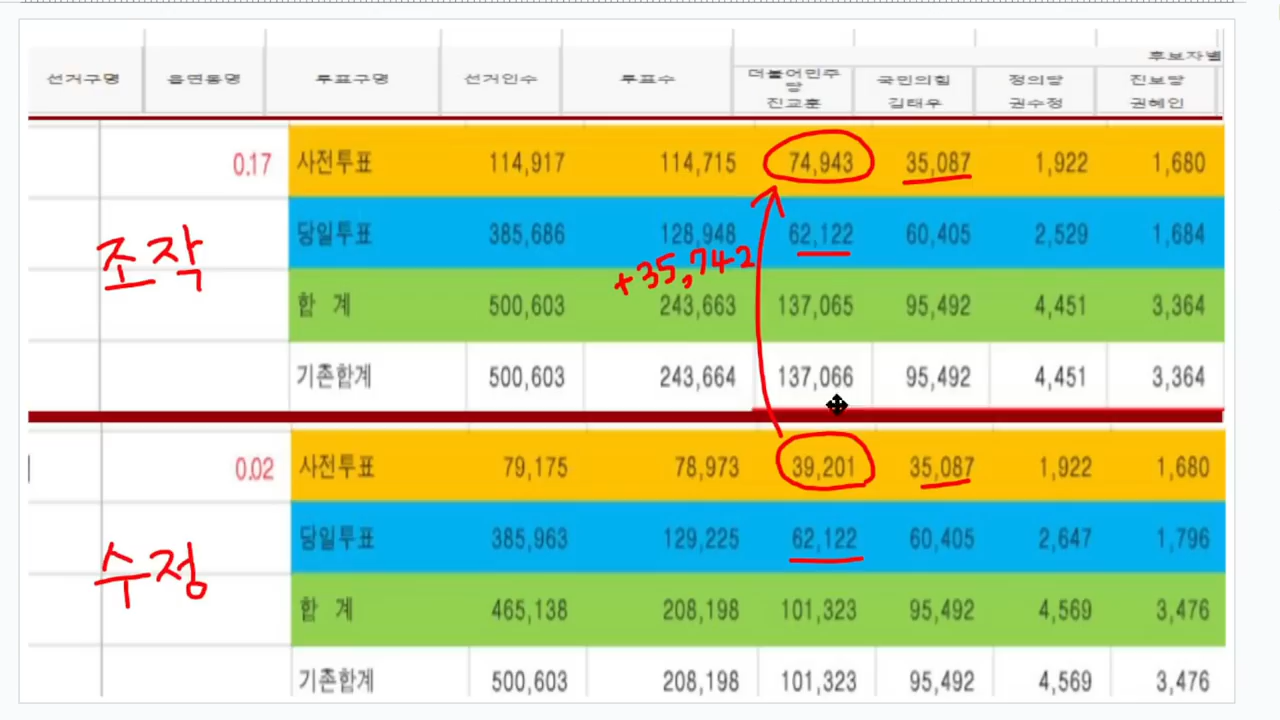 후보자별
선거구명 읍면동명 투표구명 선거인수 투표수 더불어민주당 진교훈 국민의힘 김태우 정의당 권수정 진보당 권혜인
0.17 사전투표 114,917 114,715 74,943 35,087 1,922 1,680
조작 당일투표 385,686 128,948 62,122 60,405 2,529 1,684
+35,742
합 계 500,603 243,663 137,065 95,492 4,451 3,364
기존합계 500,603 243,664 137,066 95,492 4,451 3,364
0.02 사전투표 79,175 78,973 39,201 35,087 1,922 1,680
수정 당일투표 385,963 129,225 62,122 60,405 2,647 1,796
합 계 465,138 208,198 101,323 95,492 4,569 3,476
기존합계 500,603 208,198 101,323 95,492 4,569 3,476